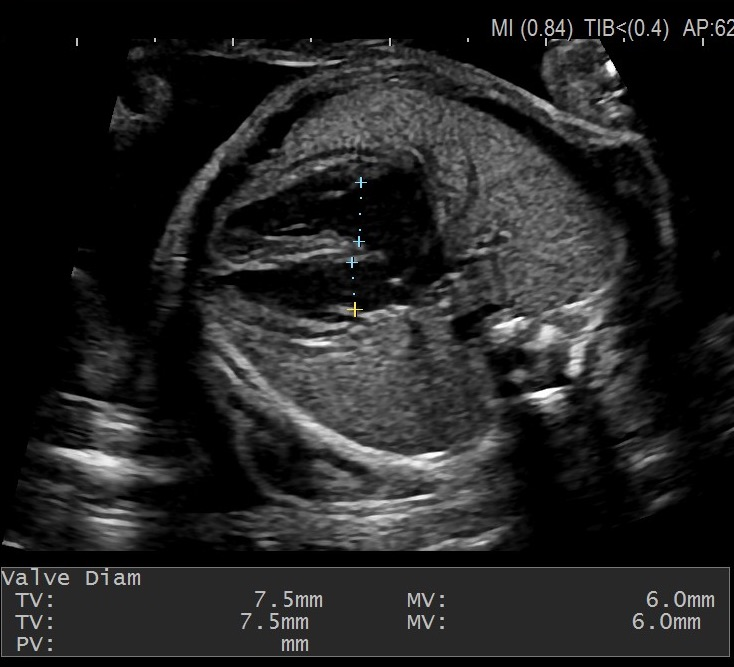 MI (0.84) TIB<(0.4) AP:62
Valve Diam
TV: 7.5mm MV: 6.0mm
TV: 7.5mm MV: 6.0mm
PV: mm